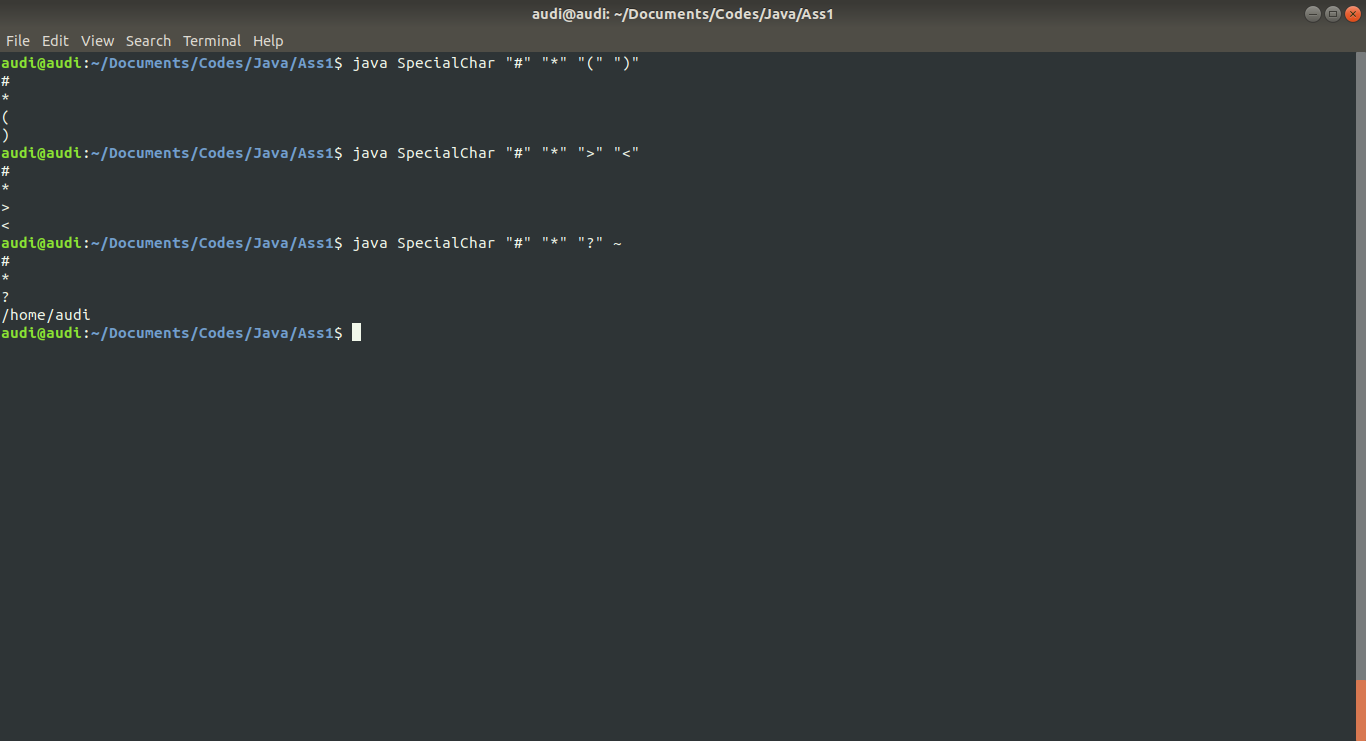 audi@audi: ~/Documents/Codes/Java/Ass1
File Edit View Search Terminal Help
audi@audi:~/Documents/Codes/Java/Ass1$ java SpecialChar "#" "*" "(" ")"
#
*
(
)
audi@audi:~/Documents/Codes/Java/Ass1$ java SpecialChar "#" "*" ">" "<"
#
*
>
<
audi@audi:~/Documents/Codes/Java/Ass1$ java SpecialChar "#" "*" "?" ~
#
*
?
/home/audi
audi@audi:~/Documents/Codes/Java/Ass1$